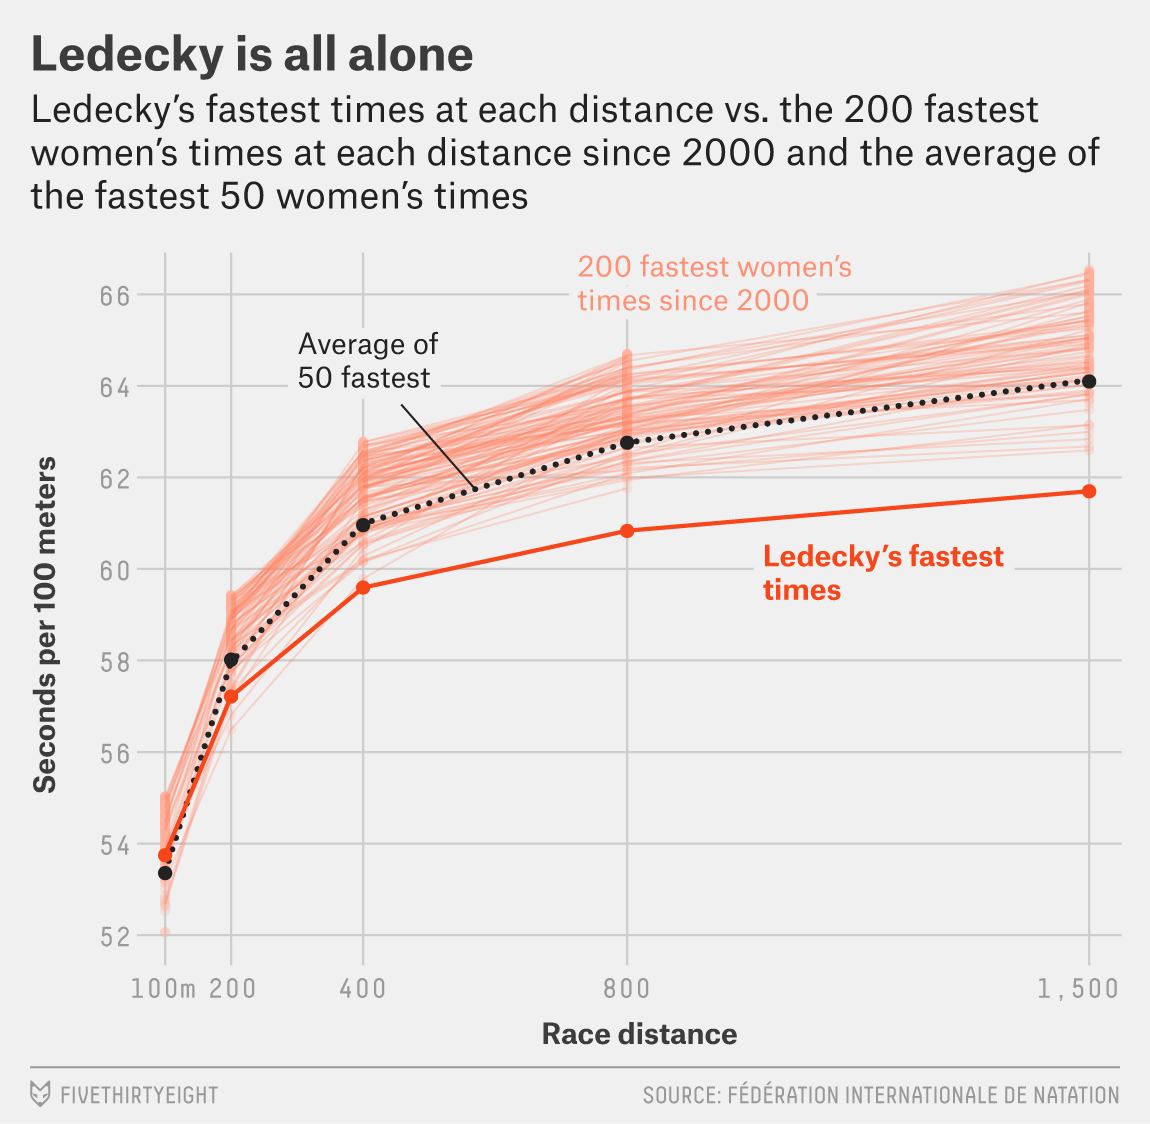 Ledecky is all alone
Ledecky's fastest times at each distance vs. the 200 fastest
women's times at each distance since 2000 and the average of
the fastest 50 women's times
200 fastest women's
times since 2000
66
Average of
50 fastest
64
62
60
Ledecky's fastest
times
58
56
54
52
Seconds per 100 meters
100m 200 400 800 1,500
Race distance
FIVETHIRTYEIGHT
SOURCE: FÉDÉRATION INTERNATIONALE DE NATATION